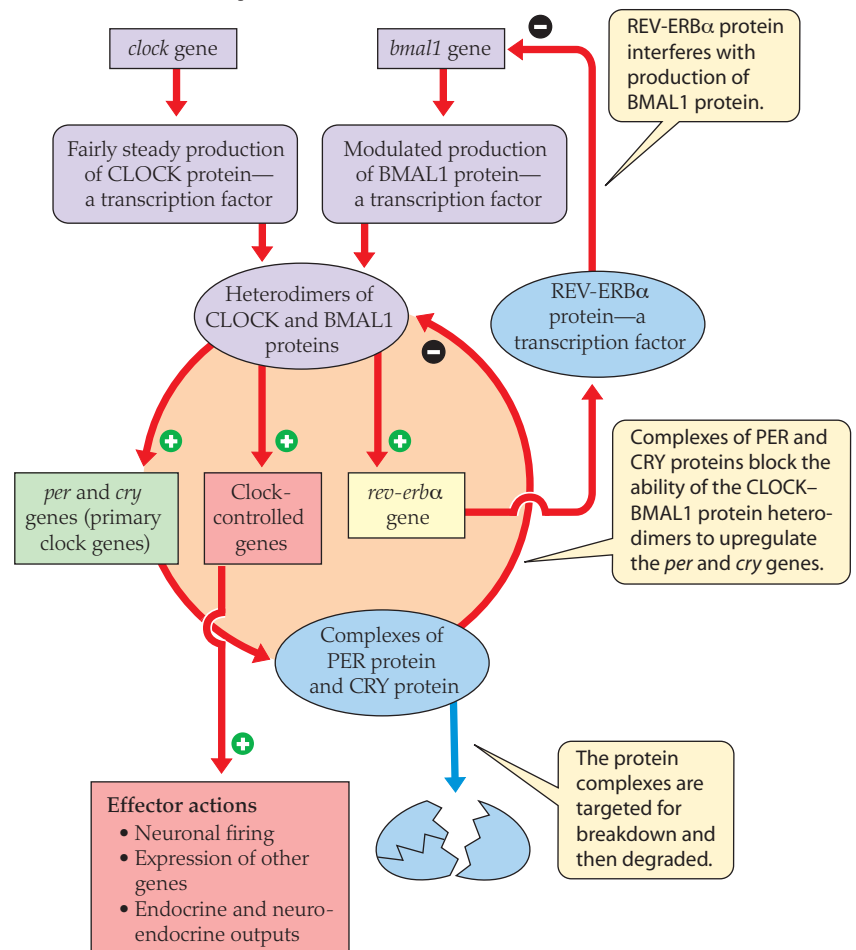 clock gene
bmal1 gene
REV-ERBα protein
interferes with
production of
BMAL1 protein.
Fairly steady production
of CLOCK protein—
a transcription factor
Modulated production
of BMAL1 protein—
a transcription factor
Heterodimers of
CLOCK and BMAL1
proteins
REV-ERBα
protein—a
transcription factor
per and cry
genes (primary
clock genes)
Clock-
controlled
genes
rev-erbα
gene
Complexes of PER and
CRY proteins block the
ability of the CLOCK–
BMAL1 protein hetero-
dimers to upregulate
the per and cry genes.
Complexes of
PER protein
and CRY protein
The protein
complexes are
targeted for
breakdown and
then degraded.
Effector actions
• Neuronal firing
• Expression of other
genes
• Endocrine and neuro-
endocrine outputs